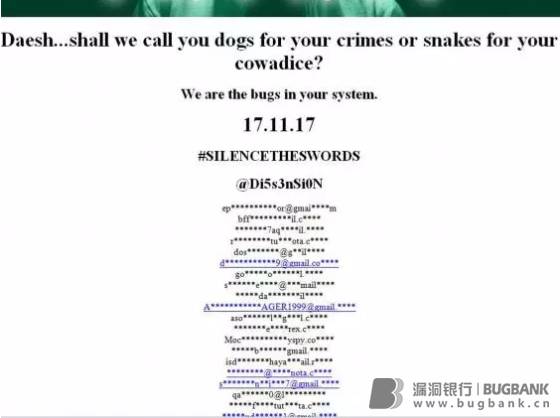 Daesh...shall we call you dogs for your crimes or snakes for your
cowadice?
We are the bugs in your system.
17.11.17
#SILENCETHESWORDS
@Di5s3nSi0N
ep*********or@gmai****m
bff*********il.c****
*******7aq****il.****
r********tu***ota.c****
dos*******@g**il****
d***********9@gmail.co****
go*****o******l.****
s******e****@***mail****
*****da*******il****
A***********AGER1999@gmail.****
aso******l**g***l.c****
********e****rex.c****
Moc**********yspy.co****
*****b******gmail.****
isd*******haya***ail.r****
********@****nota.c****
s*******n**l***7@gmail.****
qa******0@l*********
*****f****tut***ta.c****
漏洞银行 | BUGBANK
www.bugbank.cn